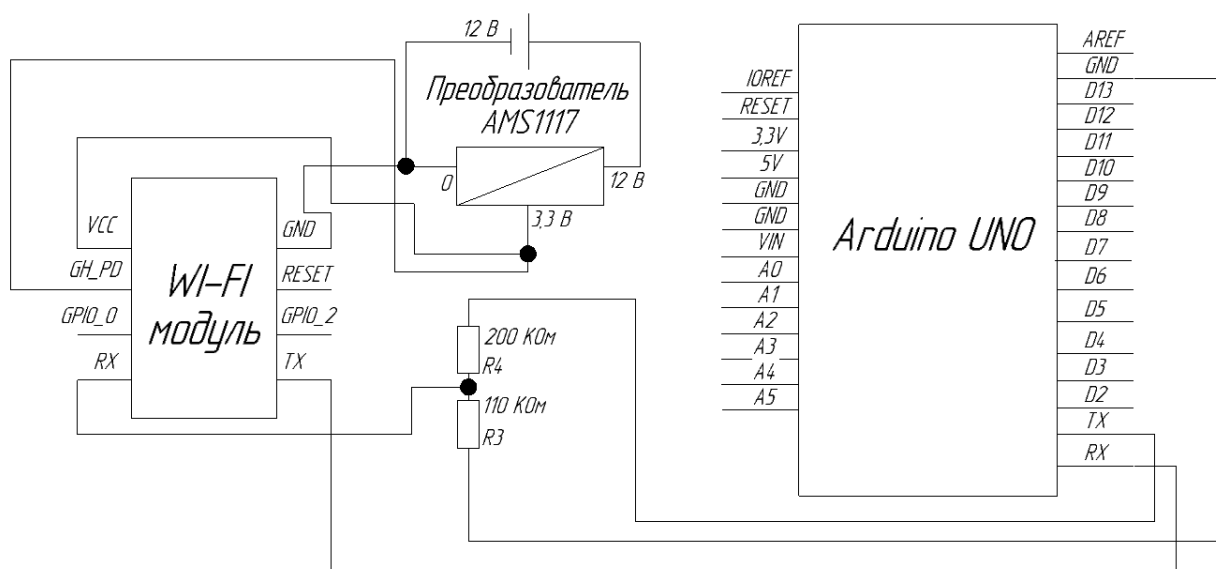 12 В
Преобразователь
AMS1117
0
12 В
3,3 В
VCC
GND
GH_PD
RESET
GPIO_0
GPIO_2
RX
TX
WI-FI
модуль
200 КОм
R4
110 КОм
R3
IOREF
RESET
3,3V
5V
GND
GND
VIN
A0
A1
A2
A3
A4
A5
Arduino UNO
AREF
GND
D13
D12
D11
D10
D9
D8
D7
D6
D5
D4
D3
D2
TX
RX